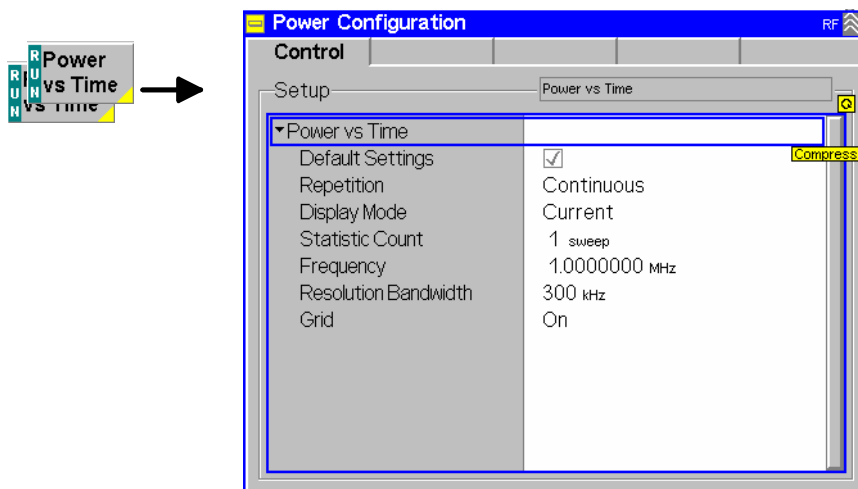 Power Configuration RF
RUN Power vs Time
RUN vs Time
Control
Setup Power vs Time
Power vs Time
Compress
Default Settings
Repetition Continuous
Display Mode Current
Statistic Count 1 sweep
Frequency 1.0000000 MHz
Resolution Bandwidth 300 kHz
Grid On